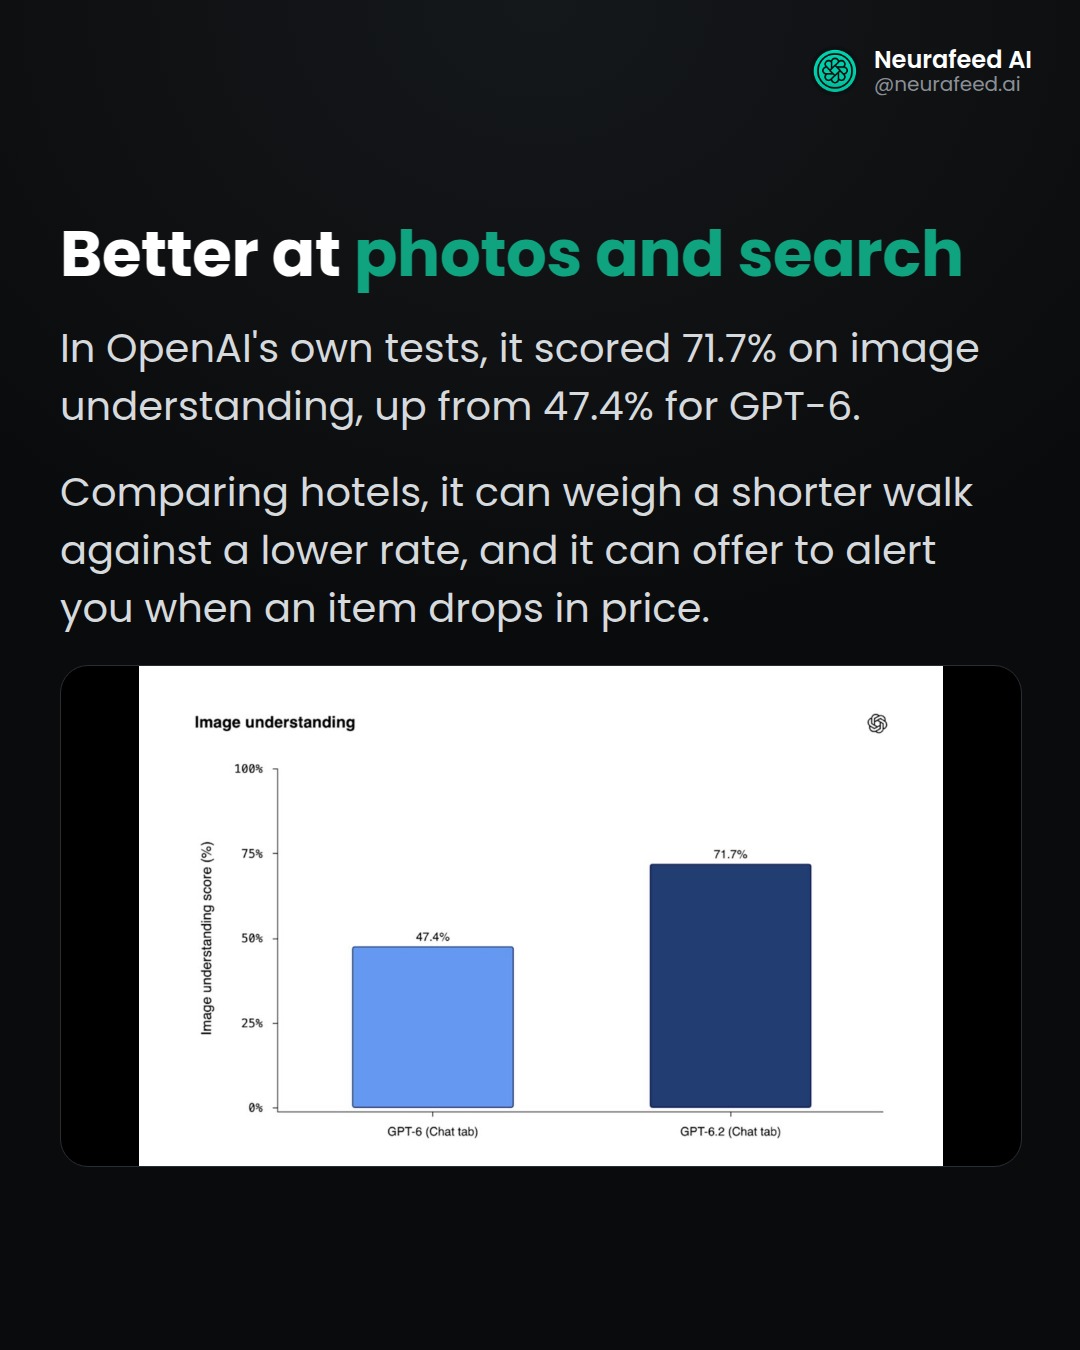 Neurafeed AI
@neurafeed.ai
Better at photos and search
In OpenAI's own tests, it scored 71.7% on image
understanding, up from 47.4% for GPT-6.
Comparing hotels, it can weigh a shorter walk
against a lower rate, and it can offer to alert
you when an item drops in price.
Image understanding
Image understanding score (%)
100%
75%
50%
25%
0%
47.4%
71.7%
GPT-6 (Chat tab)
GPT-6.2 (Chat tab)